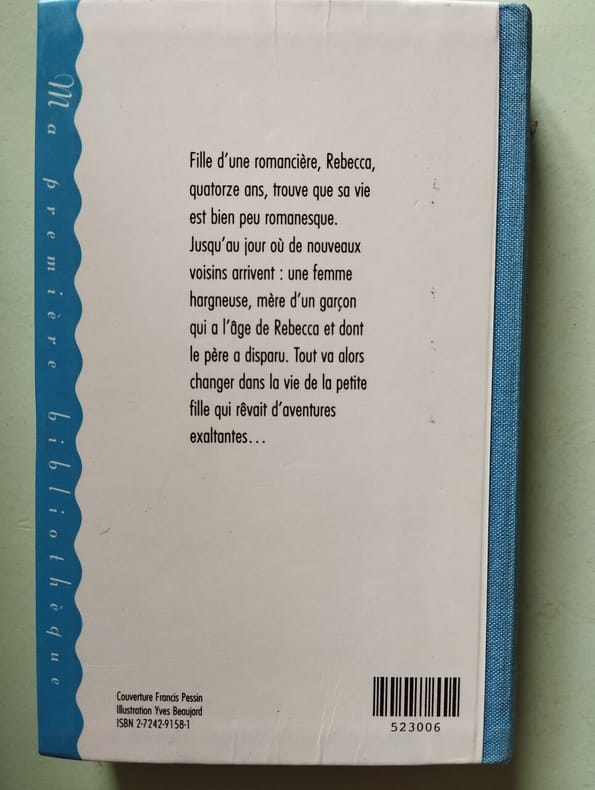 Ma première bibliothèque
Fille d'une romancière, Rebecca,
quatorze ans, trouve que sa vie
est bien peu romanesque.
Jusqu'au jour où de nouveaux
voisins arrivent : une femme
hargneuse, mère d'un garçon
qui a l'âge de Rebecca et dont
le père a disparu. Tout va alors
changer dans la vie de la petite
fille qui rêvait d'aventures
exaltantes...
Couverture Francis Pessin
Illustration Yves Beaujard
ISBN 2-7242-9158-1
523006